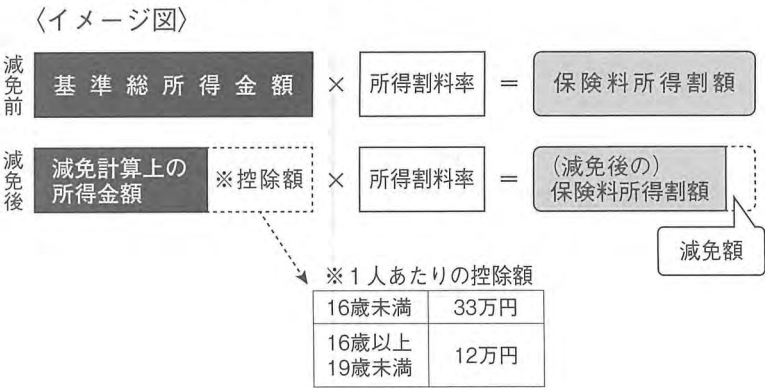 〈イメージ図〉
減免前
基準総所得金額 × 所得割料率 = 保険料所得割額
減免後
減免計算上の
所得金額
※控除額 × 所得割料率 =
(減免後の)
保険料所得割額
減免額
※1人あたりの控除額
16歳未満 33万円
16歳以上
19歳未満
12万円